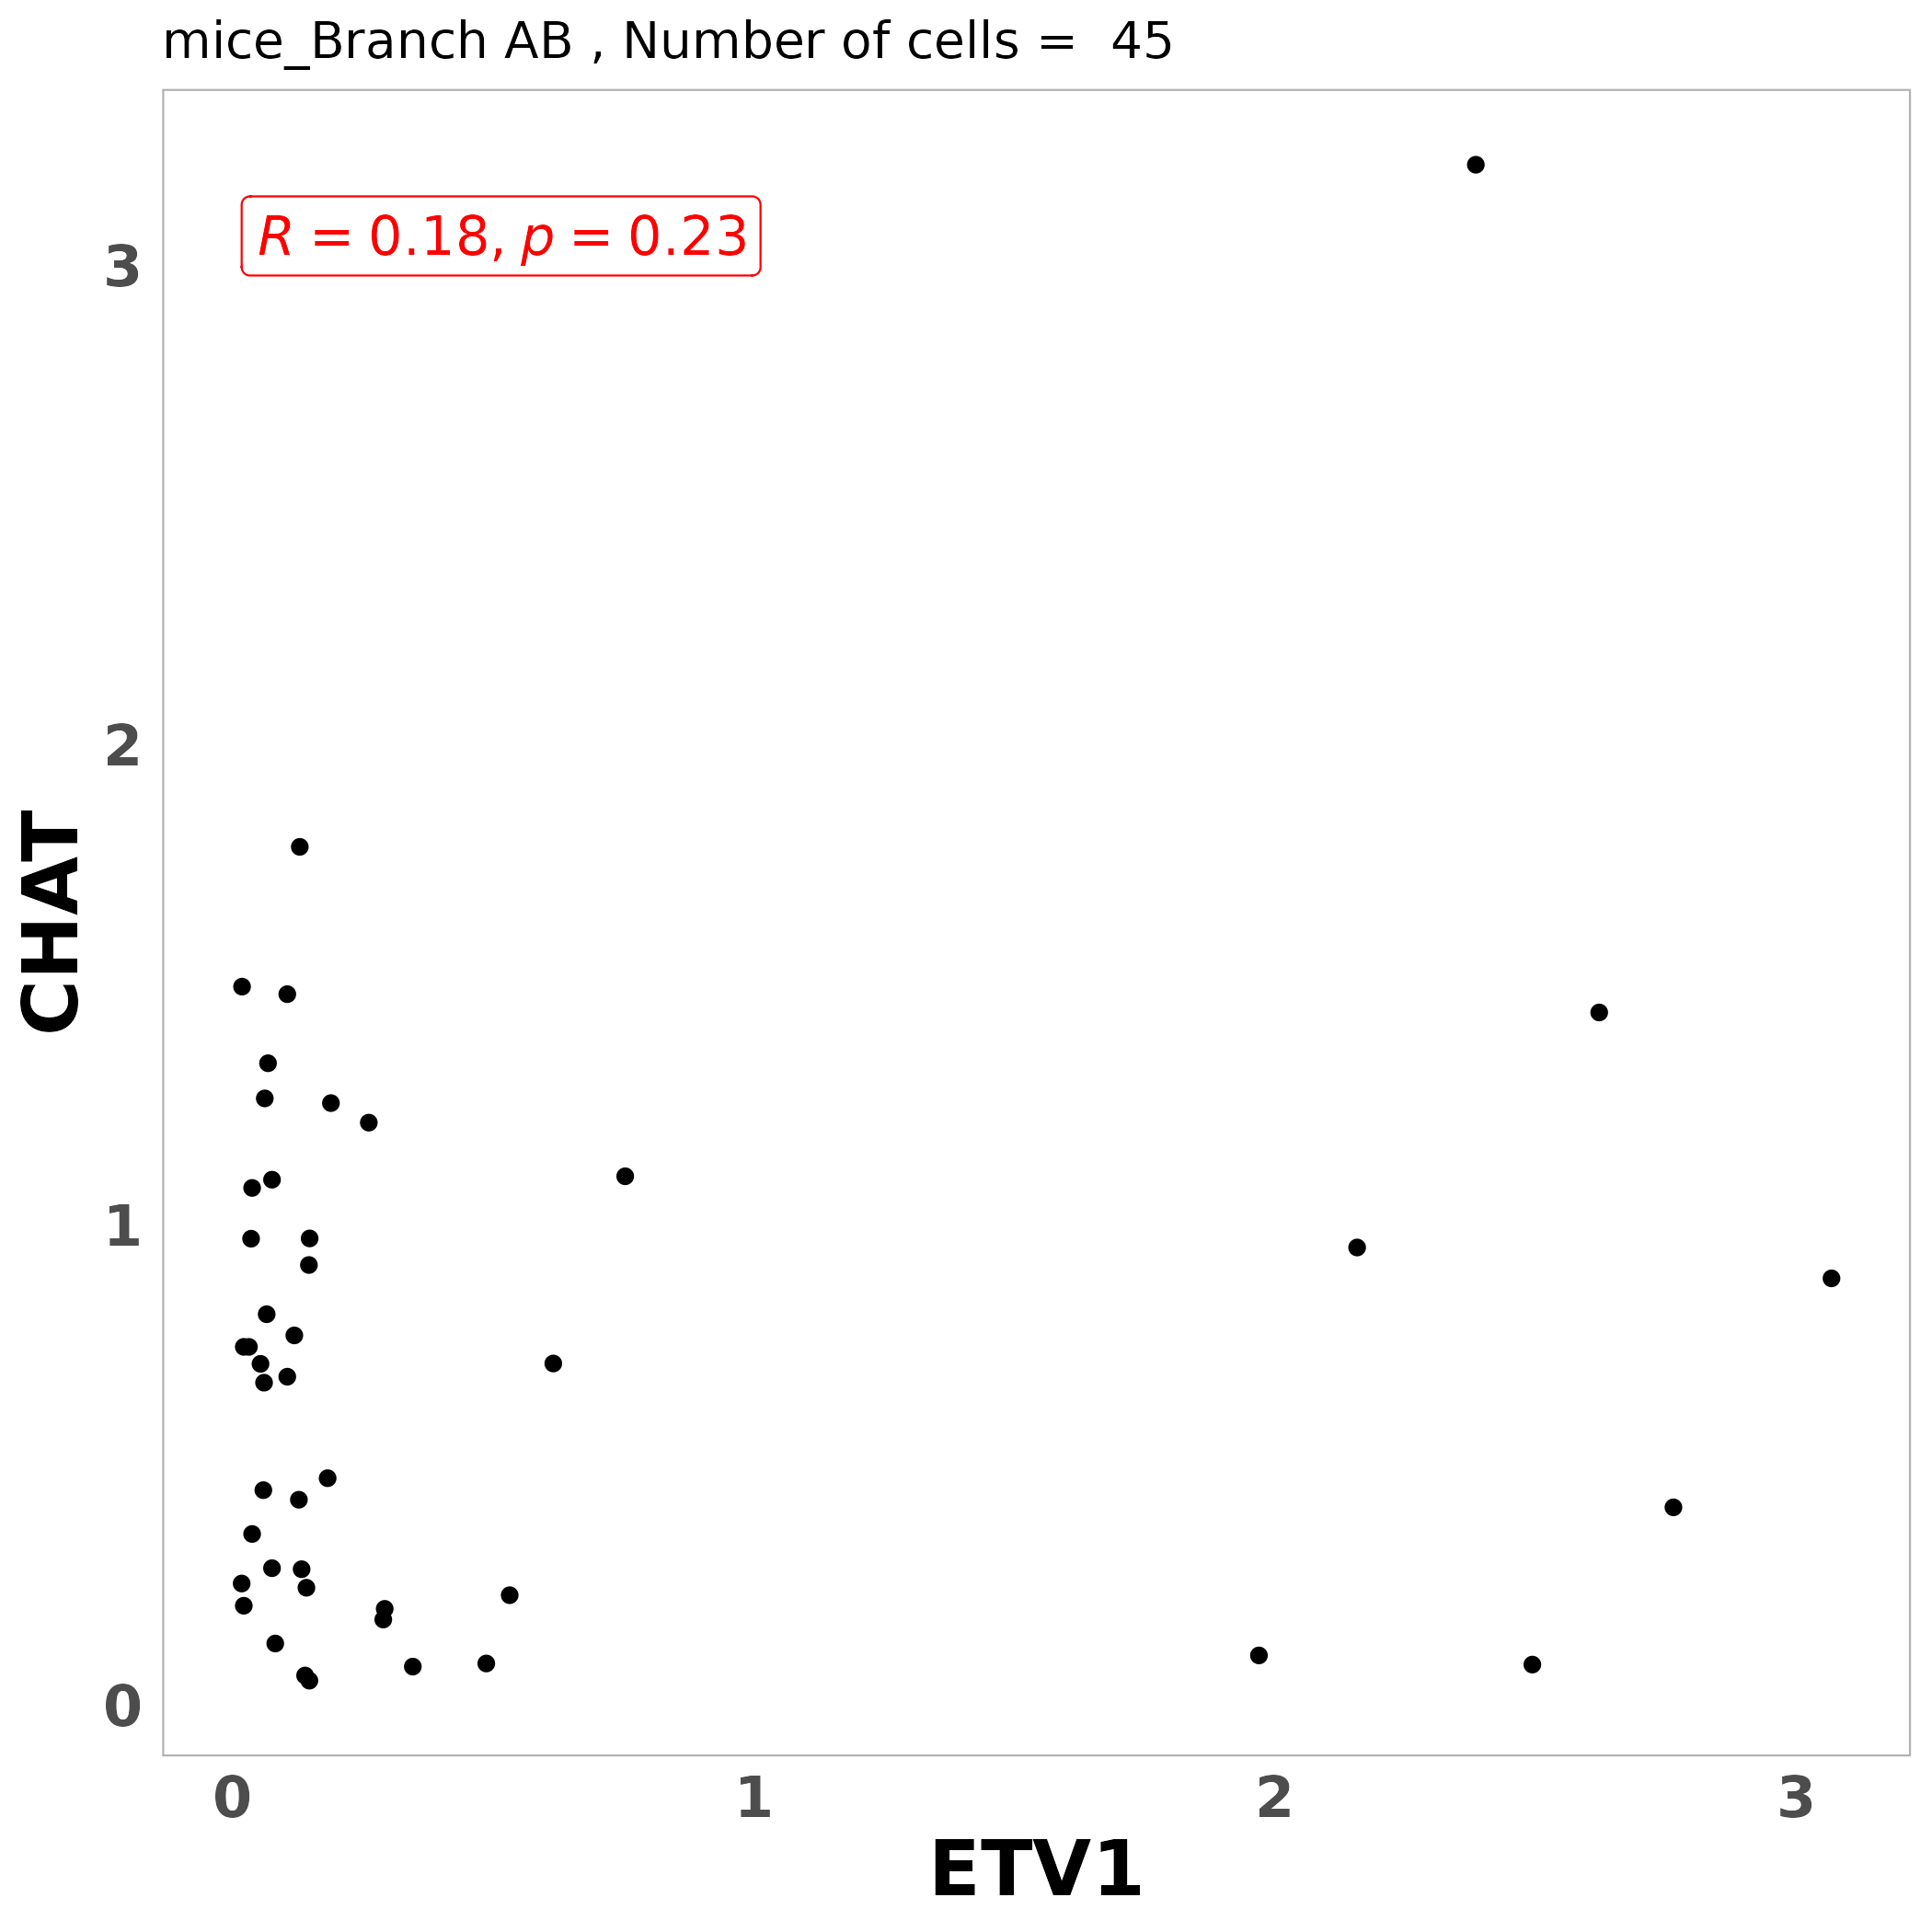 mice_Branch AB , Number of cells =  45
R = 0.18, p = 0.23
3
2
1
0
CHAT
0 1 2 3
ETV1